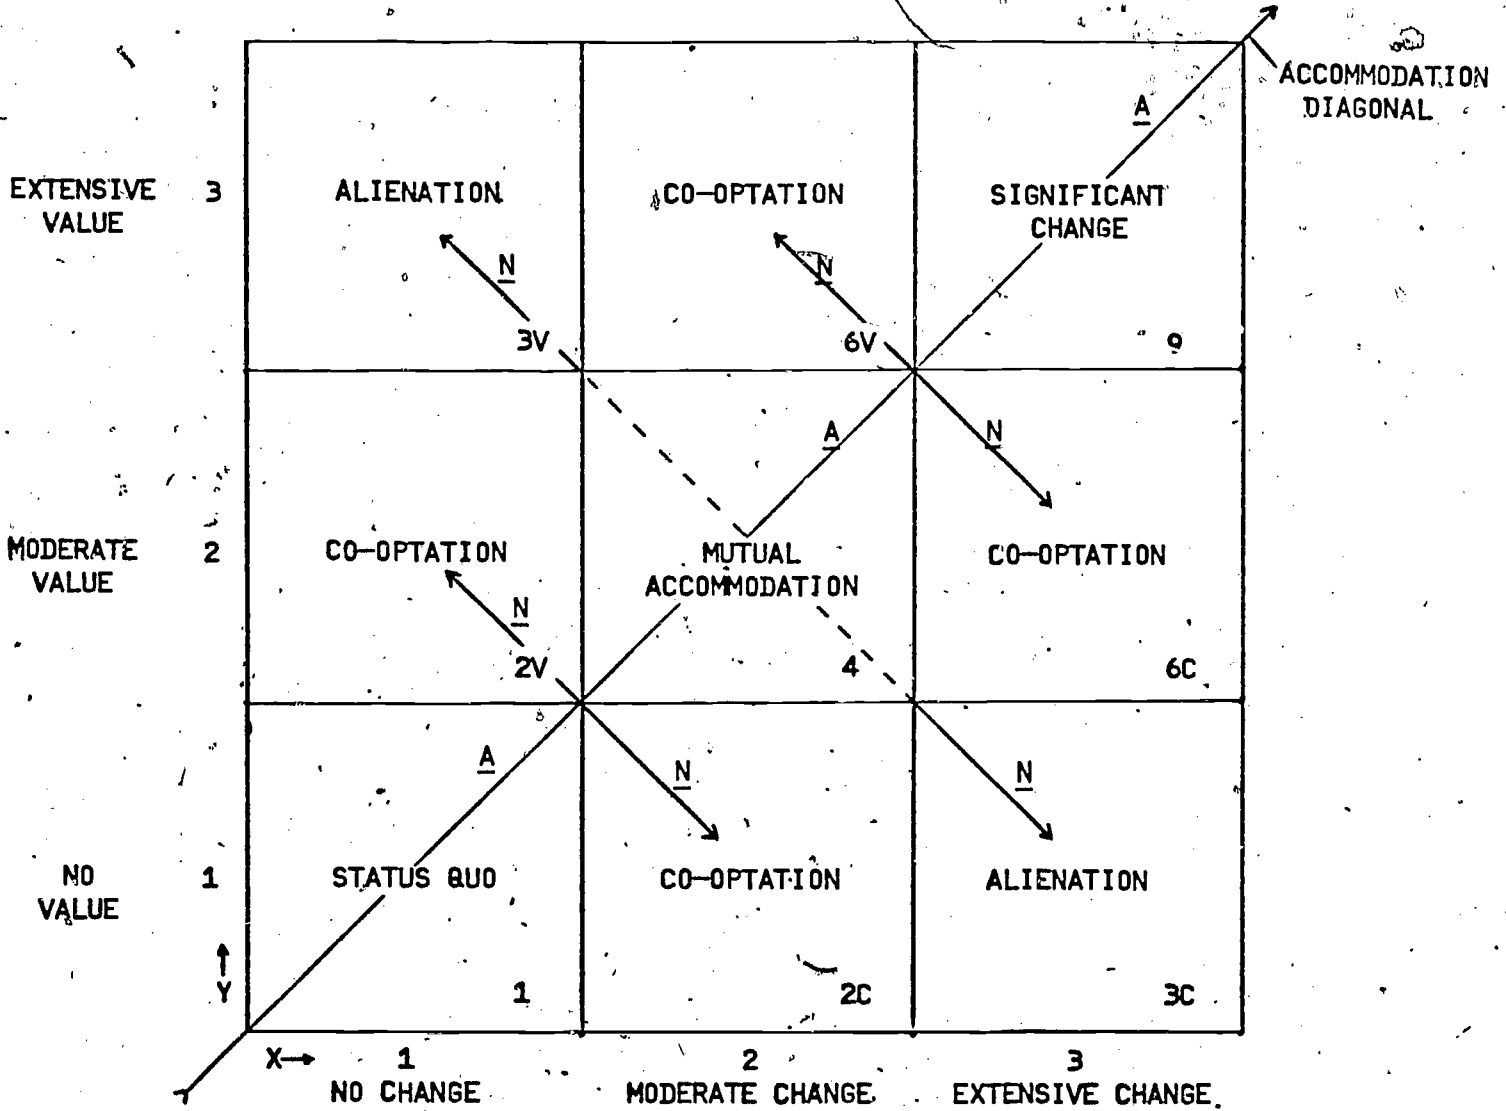 ACCOMMODATION
DIAGONAL
A
EXTENSIVE
VALUE
3
ALIENATION
CO-OPTATION
SIGNIFICANT
CHANGE
N
N
3V
6V
9
A
N
MODERATE
VALUE
2
CO-OPTATION
MUTUAL
ACCOMMODATION
CO-OPTATION
N
2V
4
6C
A
N
N
NO
VALUE
1
STATUS QUO
CO-OPTATION
ALIENATION
Y
1
2C
3C
X
1
2
3
NO CHANGE
MODERATE CHANGE
EXTENSIVE CHANGE